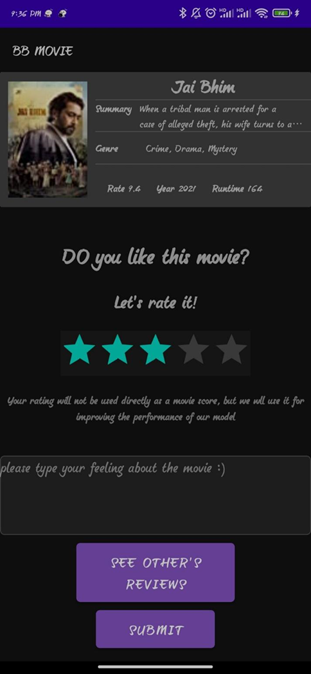 9:36 PM
BB MOVIE
Jai Bhim
JAI BHIM
Summary When a tribal man is arrested for a
case of alleged theft, his wife turns to a...
Genre Crime, Drama, Mystery
Rate 9.4 Year 2021 Runtime 164
DO you like this movie?
Let's rate it!
Your rating will not be used directly as a movie score, but we will use it for
improving the performance of our model
please type your feeling about the movie :)
SEE OTHER'S
REVIEWS
SUBMIT